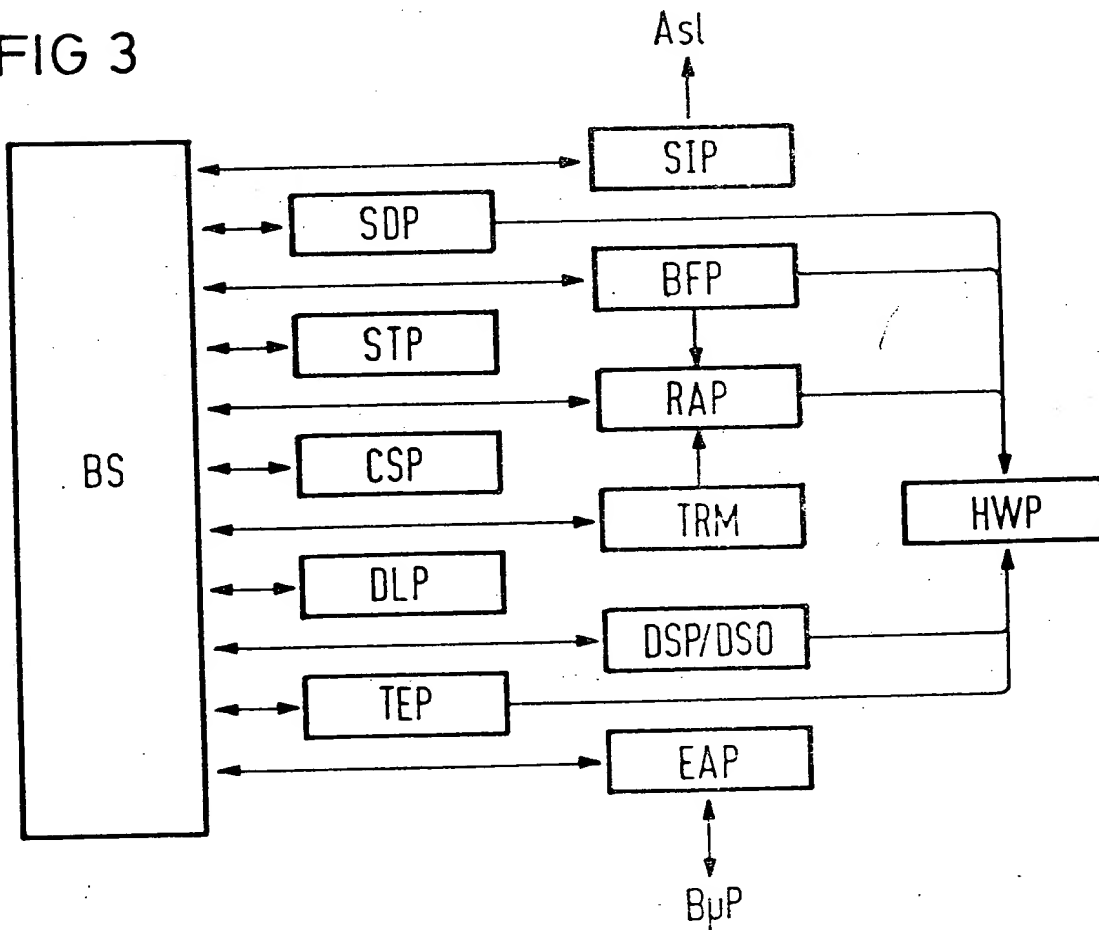 FIG 3
Asl
SIP
SDP
BFP
STP
RAP
BS
CSP
HWP
TRM
DLP
DSP/DSO
TEP
EAP
BµP